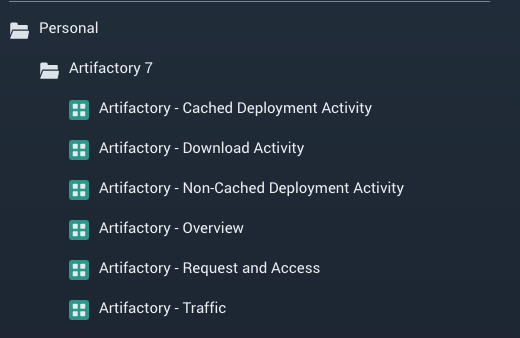 Personal
Artifactory 7
Artifactory - Cached Deployment Activity
Artifactory - Download Activity
Artifactory - Non-Cached Deployment Activity
Artifactory - Overview
Artifactory - Request and Access
Artifactory - Traffic